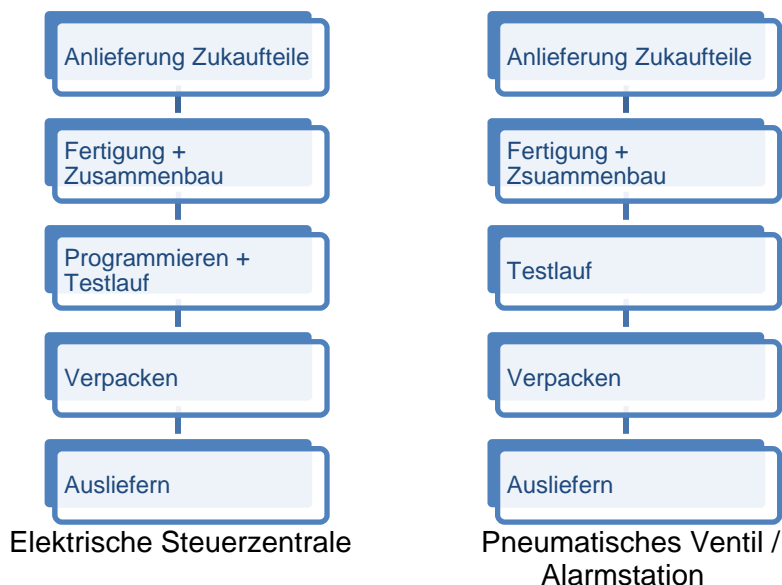 Anlieferung Zukaufteile
Fertigung +
Zusammenbau
Programmieren +
Testlauf
Verpacken
Ausliefern
Elektrische Steuerzentrale
Anlieferung Zukaufteile
Fertigung +
Zsuammenbau
Testlauf
Verpacken
Ausliefern
Pneumatisches Ventil /
Alarmstation